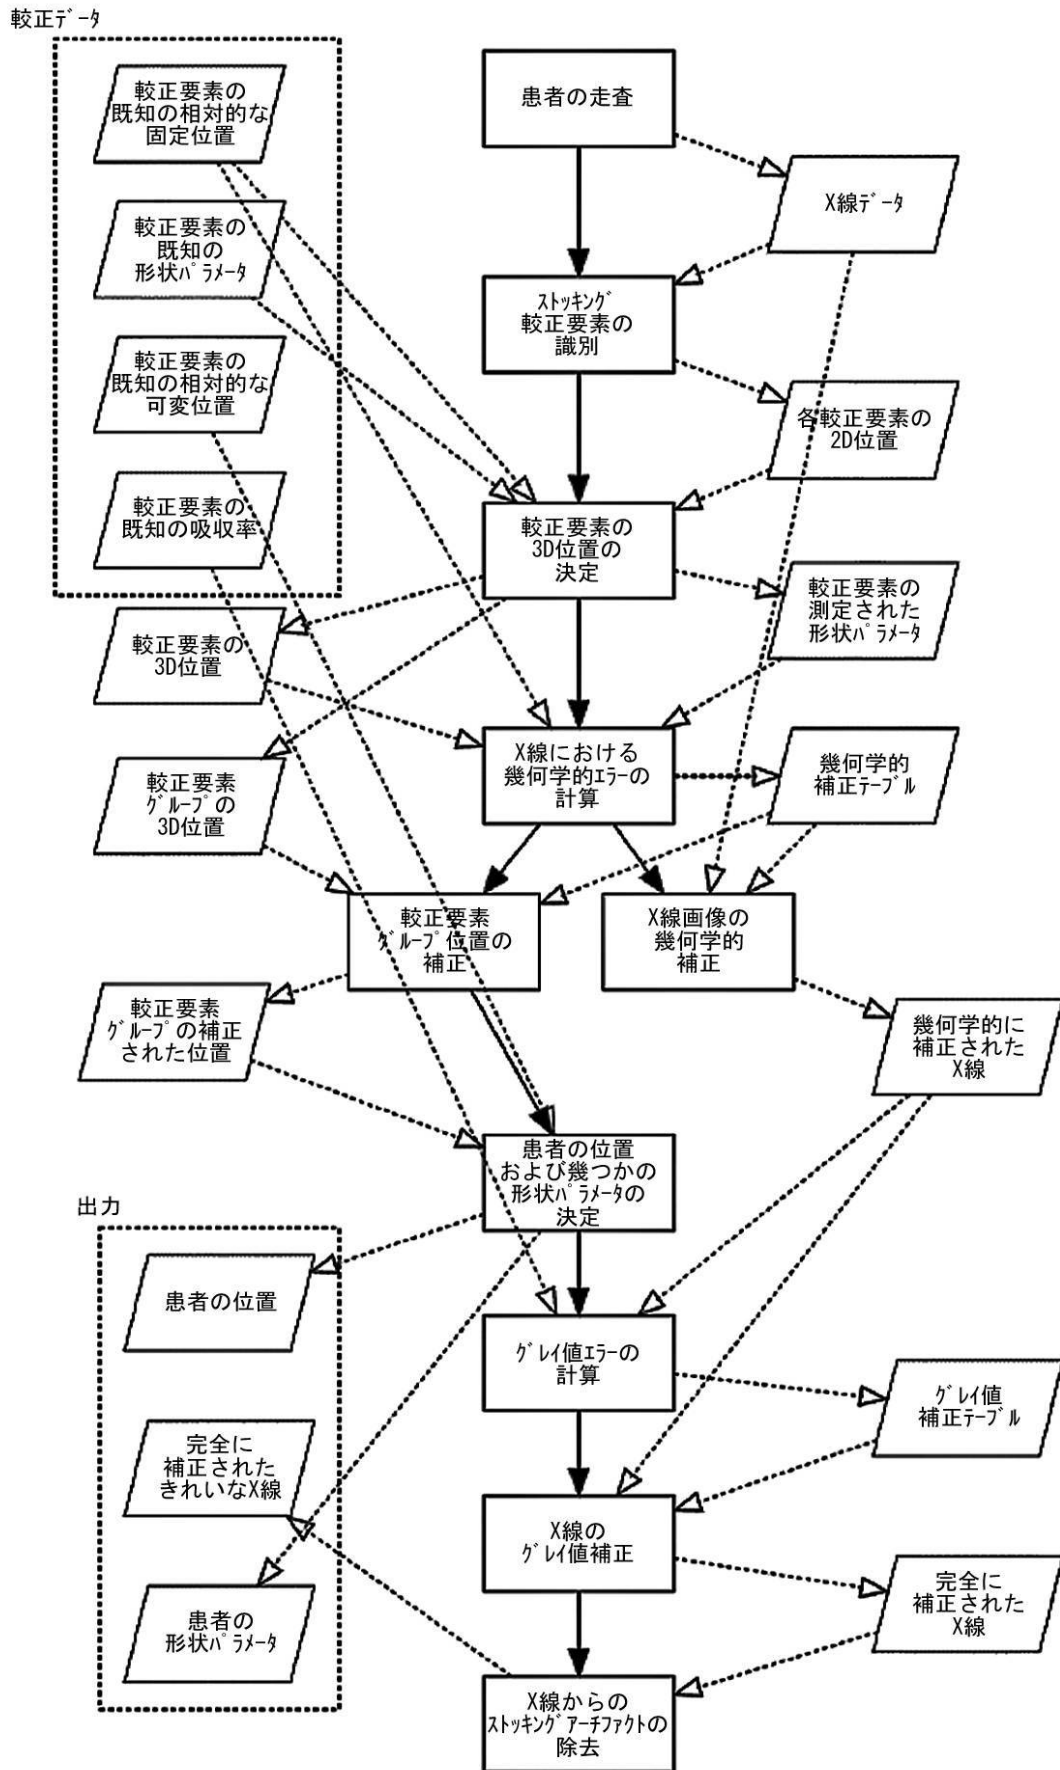 較正データ
較正要素の
既知の相対的な
固定位置
患者の走査
X線データ
較正要素の
既知の
形状パラメータ
ストッキング
較正要素の
識別
較正要素の
既知の相対的な
可変位置
各較正要素の
2D位置
較正要素の
既知の吸収率
較正要素の
3D位置の
決定
較正要素の
測定された
形状パラメータ
較正要素の
3D位置
X線における
幾何学的エラーの
計算
幾何学的
補正テーブル
較正要素
グループの
3D位置
較正要素
グループ位置の
補正
X線画像の
幾何学的
補正
較正要素
グループの補正
された位置
幾何学的に
補正された
X線
患者の位置
および幾つかの
形状パラメータの
決定
出力
患者の位置
グレイ値エラーの
計算
グレイ値
補正テーブル
完全に
補正された
きれいなX線
X線の
グレイ値補正
完全に
補正された
X線
患者の
形状パラメータ
X線からの
ストッキングアーチファクトの
除去